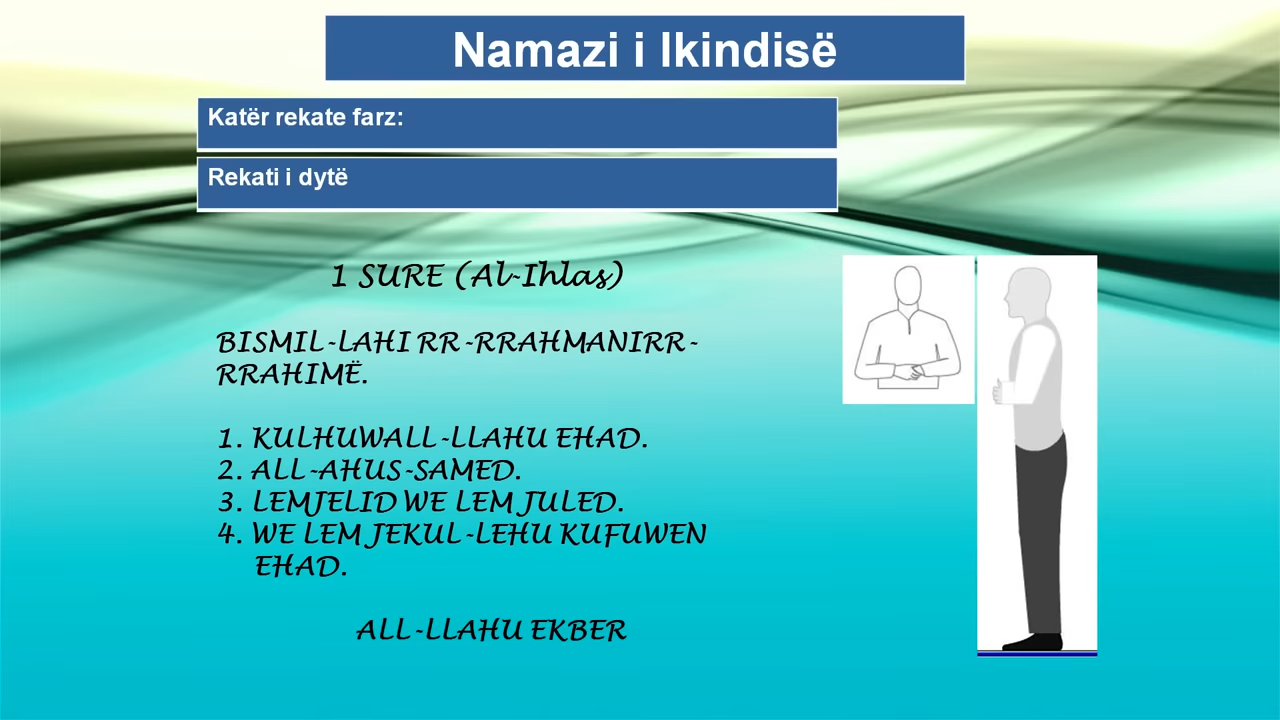 Namazi i Ikindisë
Katër rekate farz:
Rekati i dytë
1 SURE (Al-Ihlas)
BISMIL-LAHI RR-RRAHMANIRR-
RRAHIMË.
1. KULHUWALL-LLAHU EHAD.
2. ALL-AHUS-SAMED.
3. LEMJELID WE LEM JULED.
4. WE LEM JEKUL-LEHU KUFUWEN
EHAD.
ALL-LLAHU EKBER